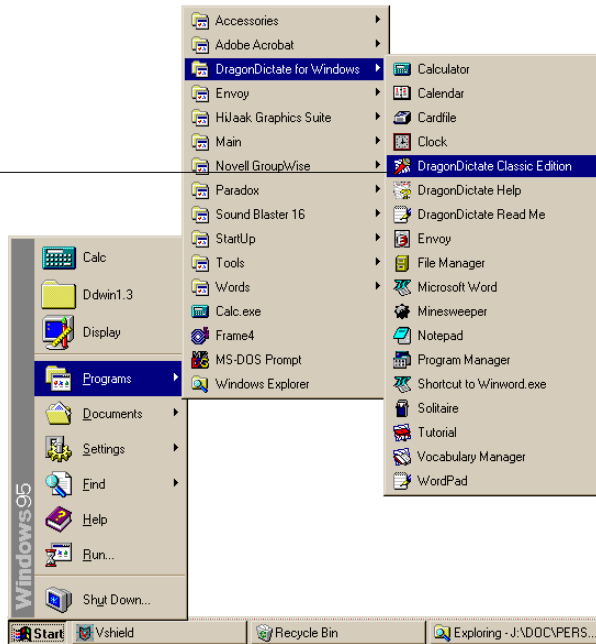 Accessories
Adobe Acrobat
DragonDictate for Windows
Envoy
HiJaak Graphics Suite
Main
Novell GroupWise
Paradox
Sound Blaster 16
StartUp
Tools
Words
Calc.exe
Frame4
MS-DOS Prompt
Windows Explorer
Calculator
Calendar
Cardfile
Clock
DragonDictate Classic Edition
DragonDictate Help
DragonDictate Read Me
Envoy
File Manager
Microsoft Word
Minesweeper
Notepad
Program Manager
Shortcut to Winword.exe
Solitaire
Tutorial
Vocabulary Manager
WordPad
Calc
Ddwin1.3
Display
Programs
Documents
Settings
Find
Help
Run...
Shut Down...
Windows95
Start
Vshield
Recycle Bin
Exploring - J:\DOC\PERS...